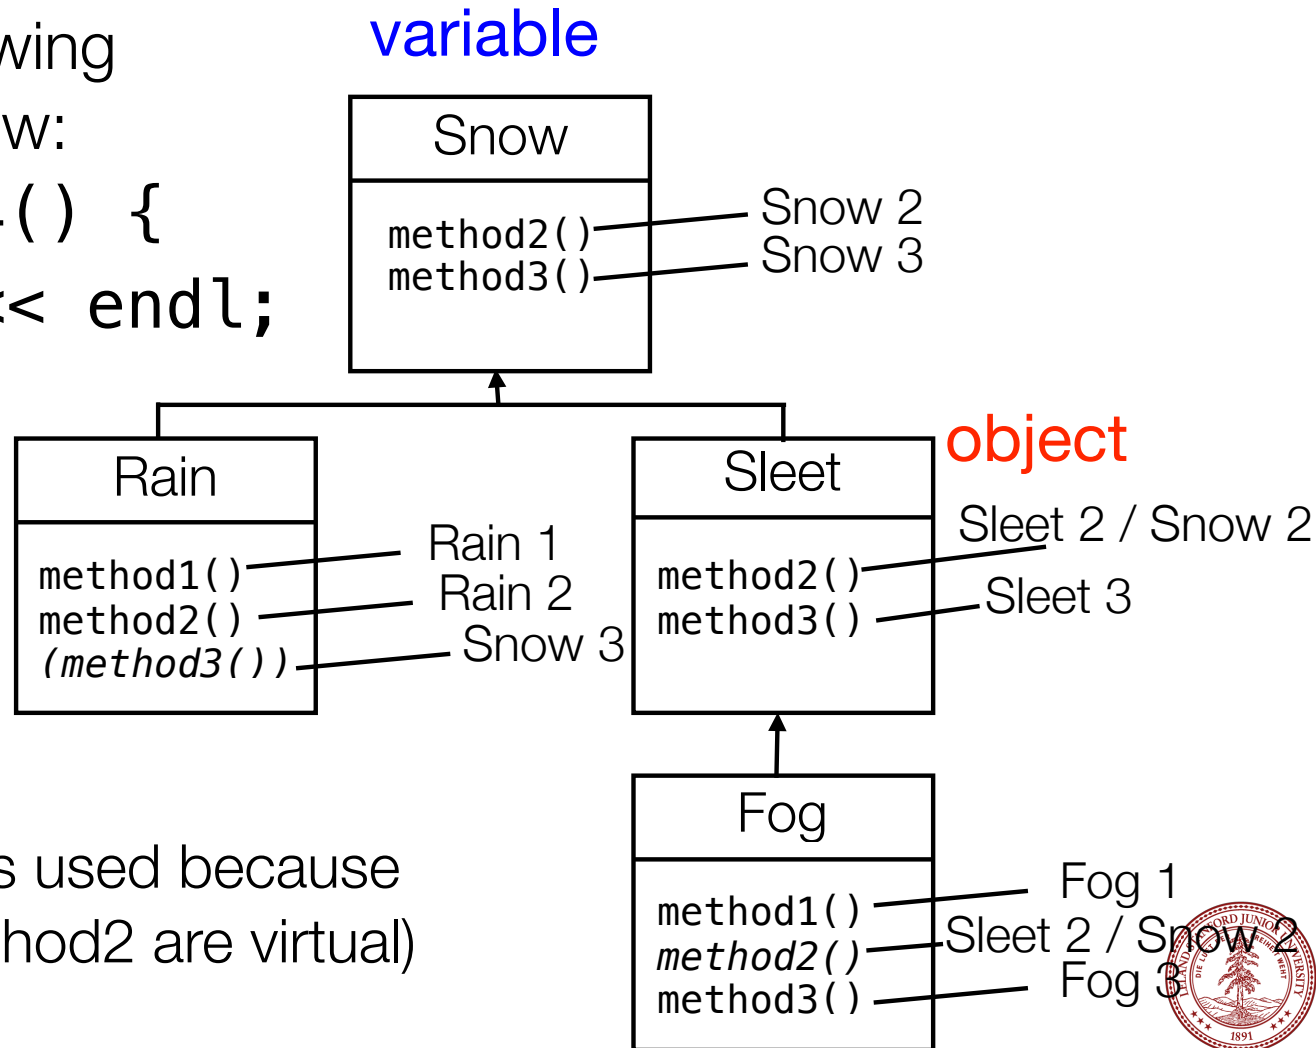 wing
variable
w:
() {
<< endl;
Snow
method2()
method3()
Snow 2
Snow 3
Rain
method1()
method2()
(method3())
Rain 1
Rain 2
Snow 3
Sleet
object
method2()
method3()
Sleet 2 / Snow 2
Sleet 3
s used because
hod2 are virtual)
Fog
method1()
method2()
method3()
Fog 1
Sleet 2 / Snow 2
Fog 3
1891